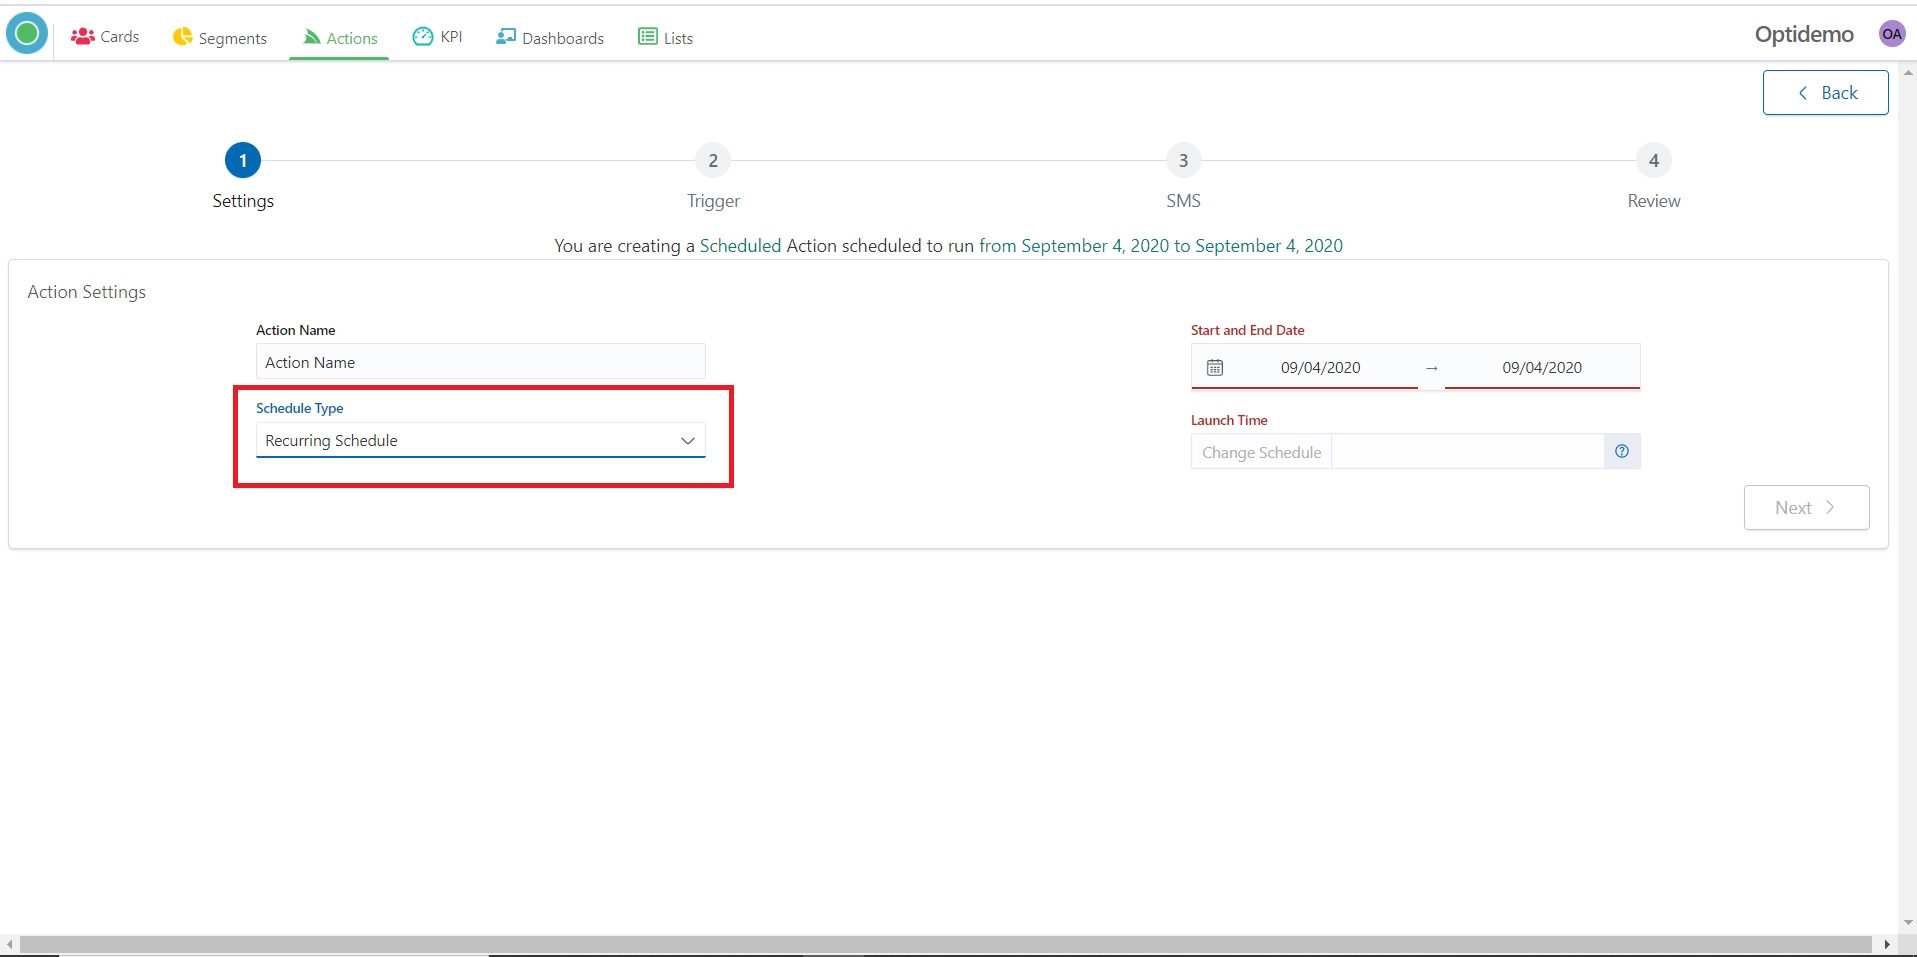 Cards Segments Actions KPI Dashboards Lists Optidemo OA
Back
1 2 3 4
Settings Trigger SMS Review
You are creating a Scheduled Action scheduled to run from September 4, 2020 to September 4, 2020
Action Settings
Action Name
Action Name
Schedule Type
Recurring Schedule
Start and End Date
09/04/2020 → 09/04/2020
Launch Time
Change Schedule ?
Next